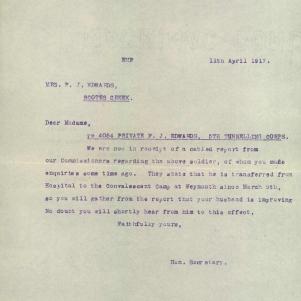 EMP 11th April 1917.
MRS. F. J. EDWARDS,
SCOTTS CREEK.
Dear Madame,
re 4084 PRIVATE F. J. EDWARDS, 5TH TUNNELLING CORPS.
We are now in receipt of a cabled report from
our Commissioners regarding the above soldier, of whom you made
enquiries some time ago. They state that he is transferred from
Hospital to the Convalescent Camp at Weymouth since March 9th,
so you will gather from the report that your husband is improving
No doubt you will shortly hear from him to this effect.
Faithfully yours,
Hon. Secretary.